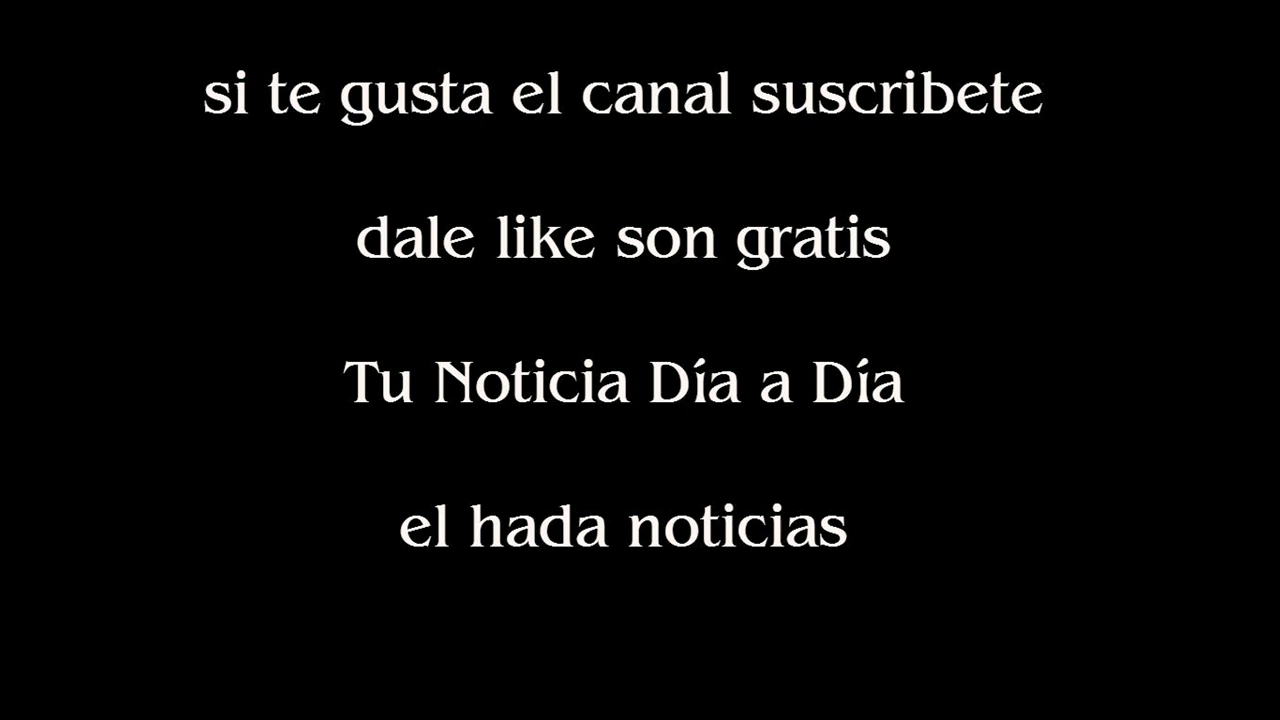 si te gusta el canal suscribete
dale like son gratis
Tu Noticia Día a Día
el hada noticias